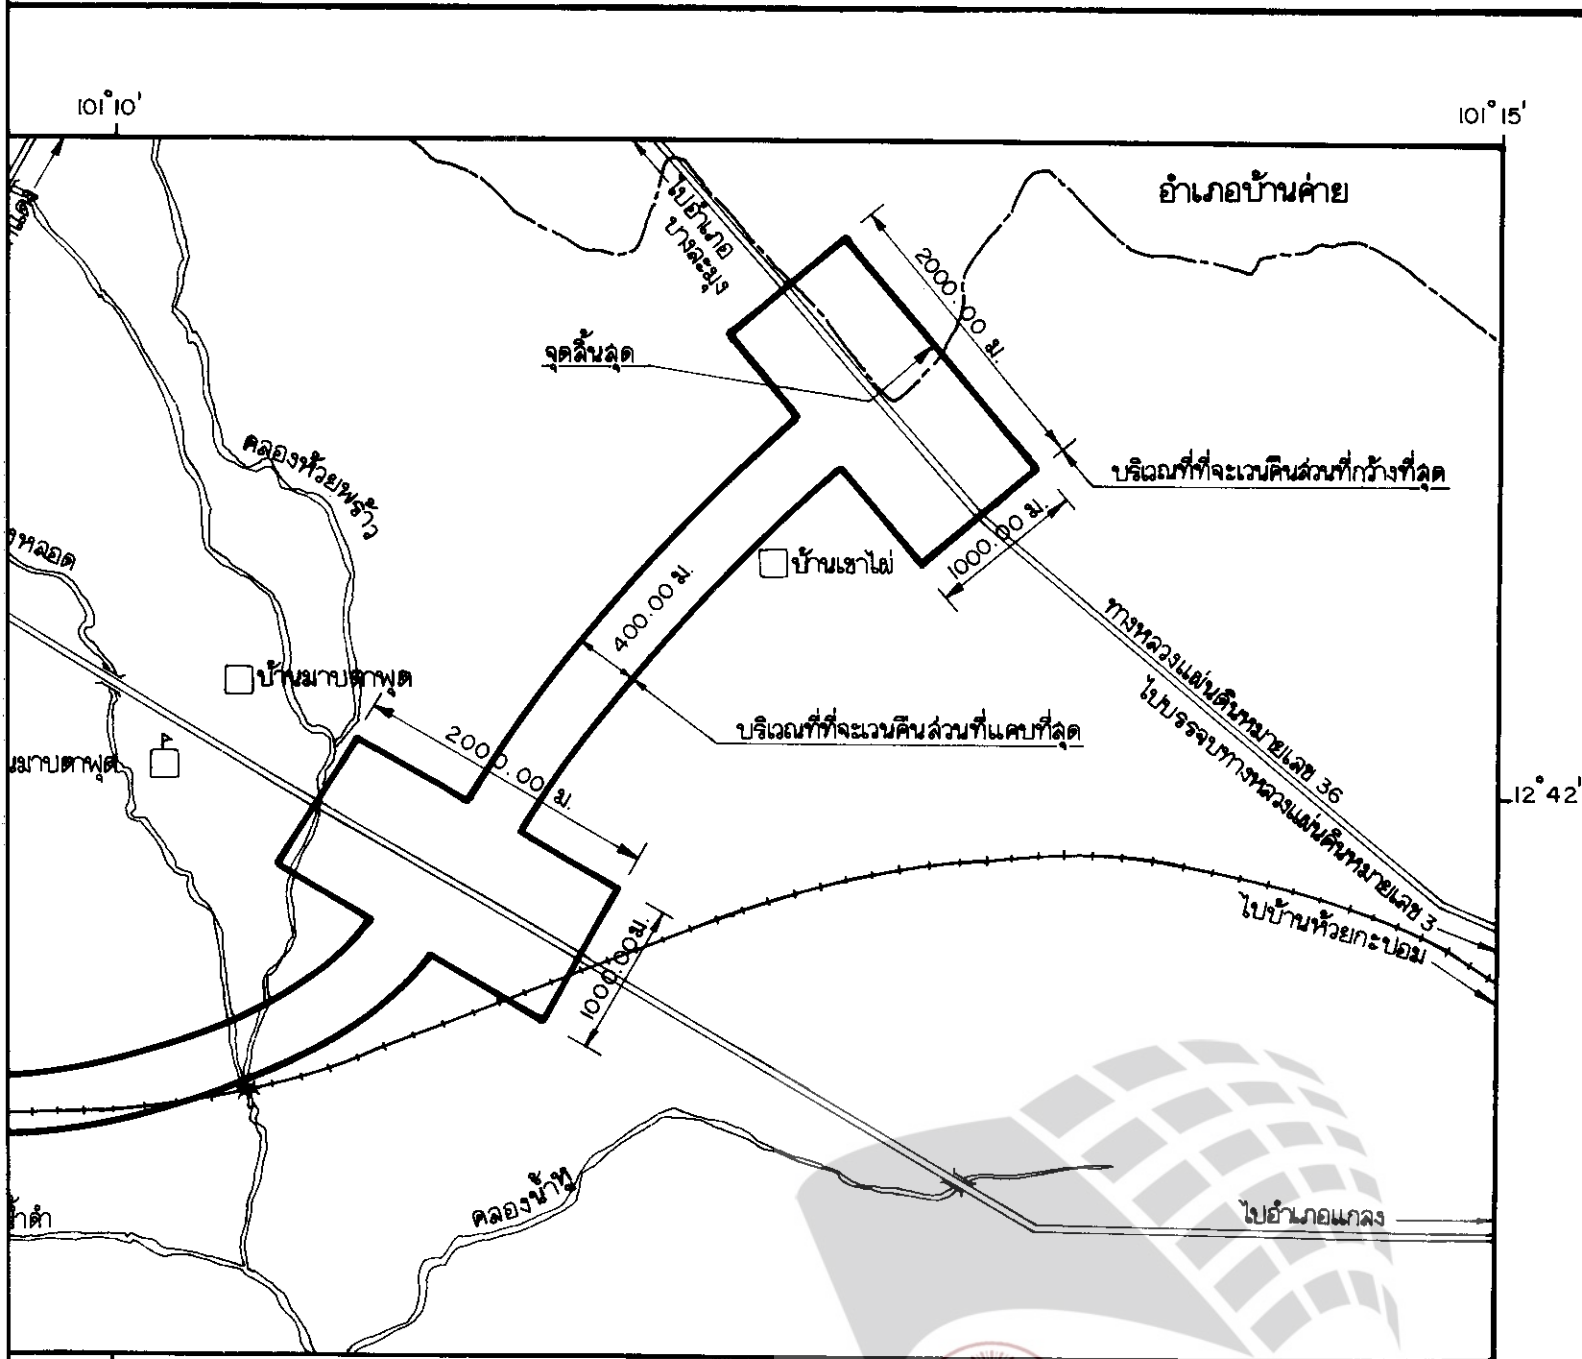 101°10'
101°15'
อำเภอบ้านค่าย
ไปอำเภอ
บางละมุง
2000.00 ม.
จุดสิ้นสุด
คลองห้วยพร้าว
บริเวณที่ที่จะเวนคืนส่วนที่กว้างที่สุด
1000.00 ม.
บ้านเขาไผ่
400.00 ม.
ทางหลวงแผ่นดินหมายเลข 36
ไปบรรจบทางหลวงแผ่นดินหมายเลข 3
บ้านมาบตาพุด
บริเวณที่ที่จะเวนคืนส่วนที่แคบที่สุด
2000.00 ม.
นมาบตาพุด
12°42'
ไปบ้านห้วยกะปอม
1000.00 ม.
คลองน้ำหู
ไปอำเภอแกลง